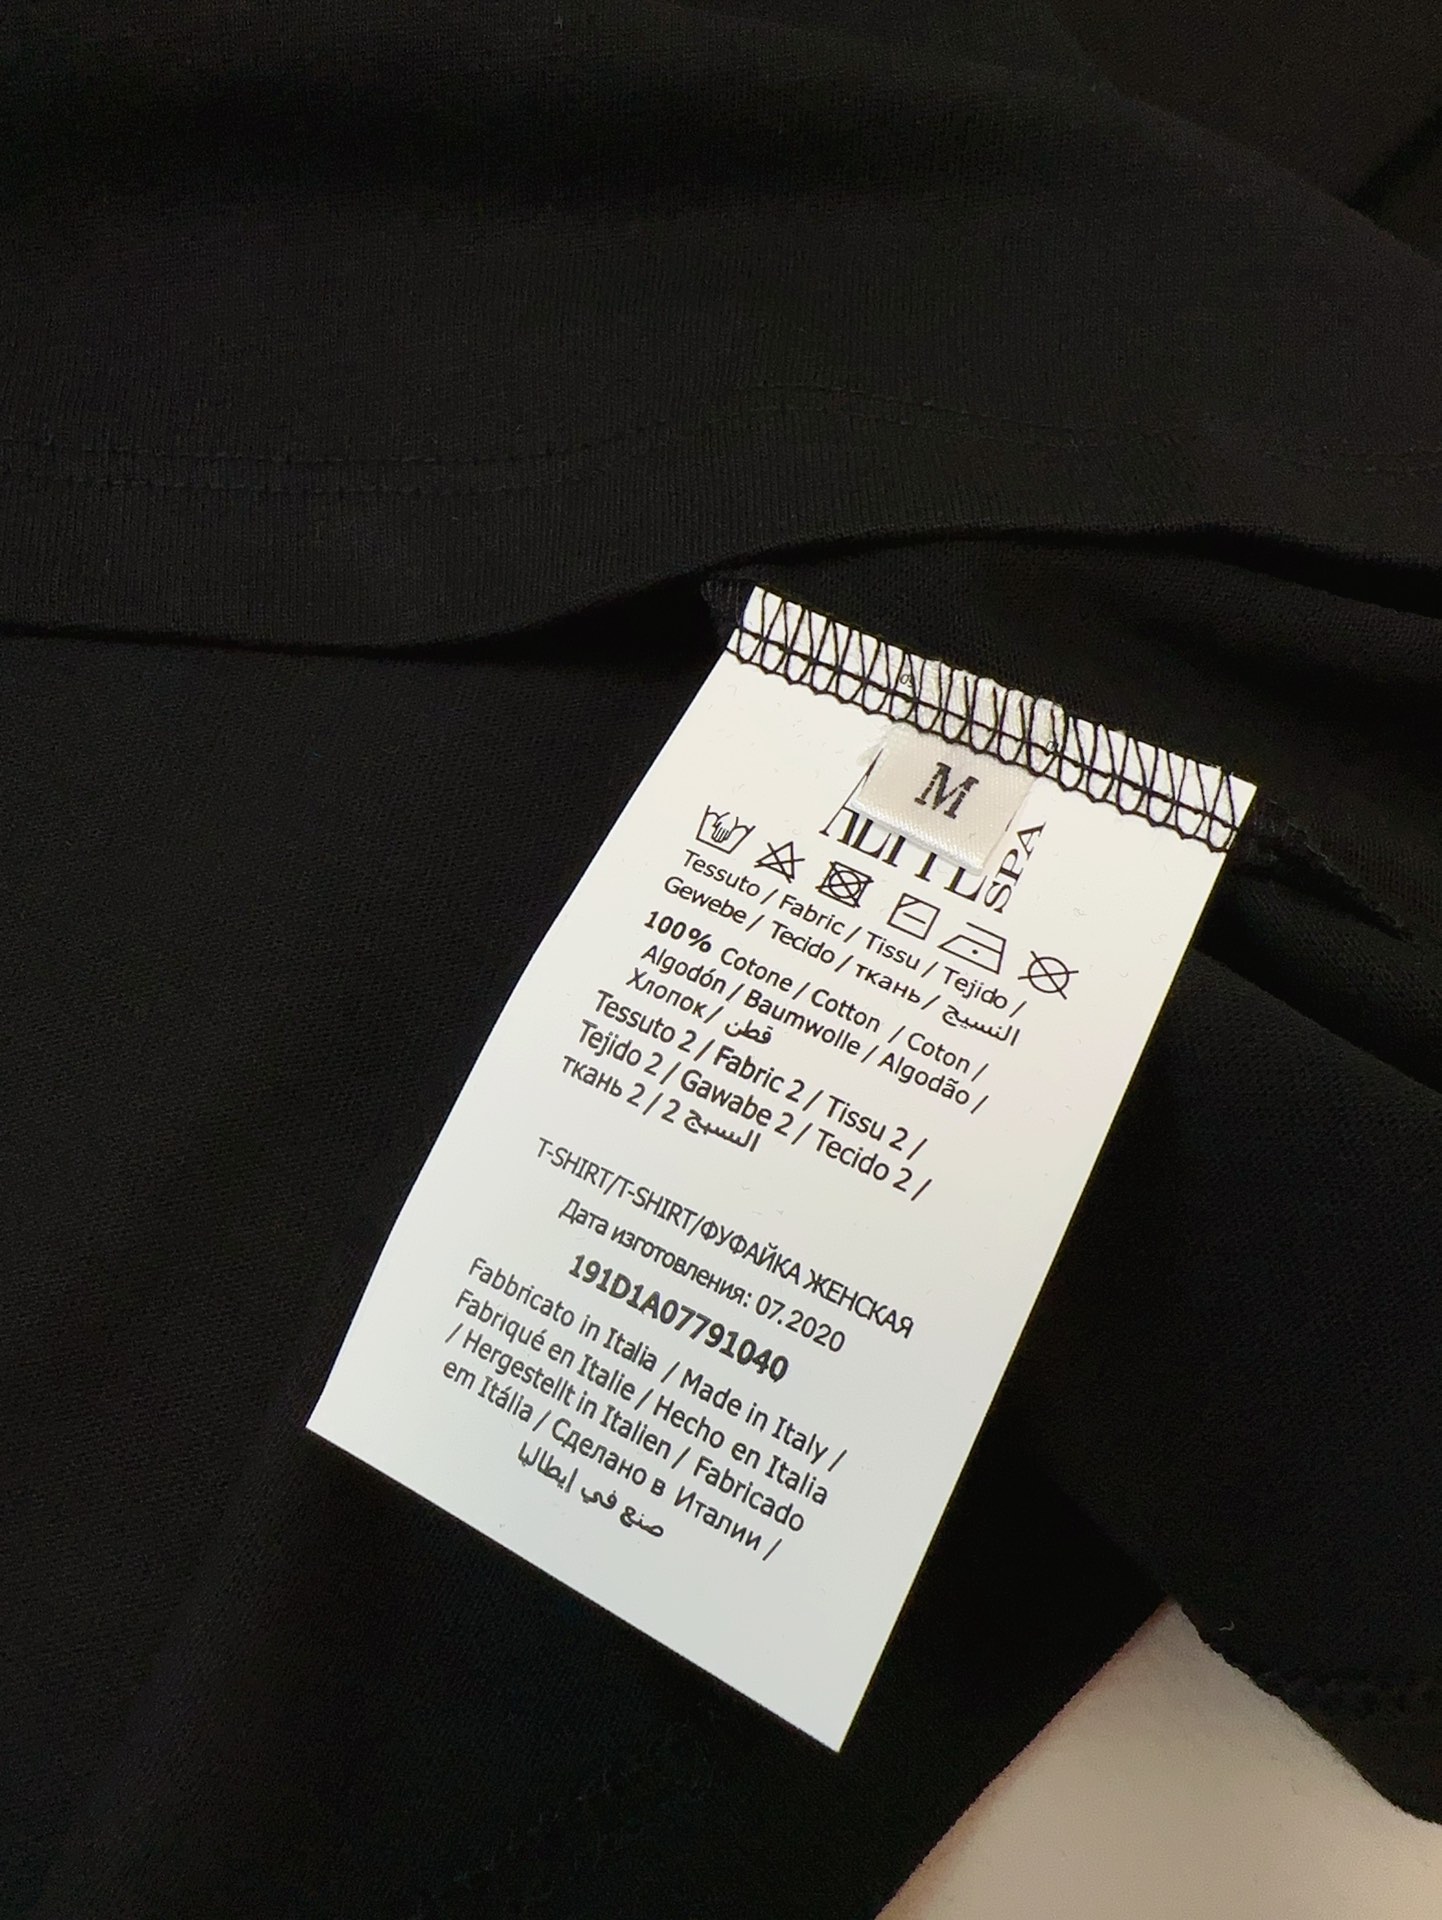 M
SPA
Tessuto / Fabric / Tissu / Tejido /
Gewebe / Tecido / ткань / النسيج
100% Cotone / Cotton / Coton /
Algodón / Baumwolle / Algodão /
Хлопок / قطن
Tessuto 2 / Fabric 2 / Tissu 2 /
Tejido 2 / Gawabe 2 / Tecido 2 /
ткань 2 / 2 النسيج
T-SHIRT/T-SHIRT/ФУФАЙКА ЖЕНСКАЯ
Дата изготовления: 07.2020
191D1A07791040
Fabbricato in Italia / Made in Italy /
Fabriqué en Italie / Hecho en Italia
/ Hergestellt in Italien / Fabricado
em Itália / Сделано в Италии /
صنع في إيطاليا